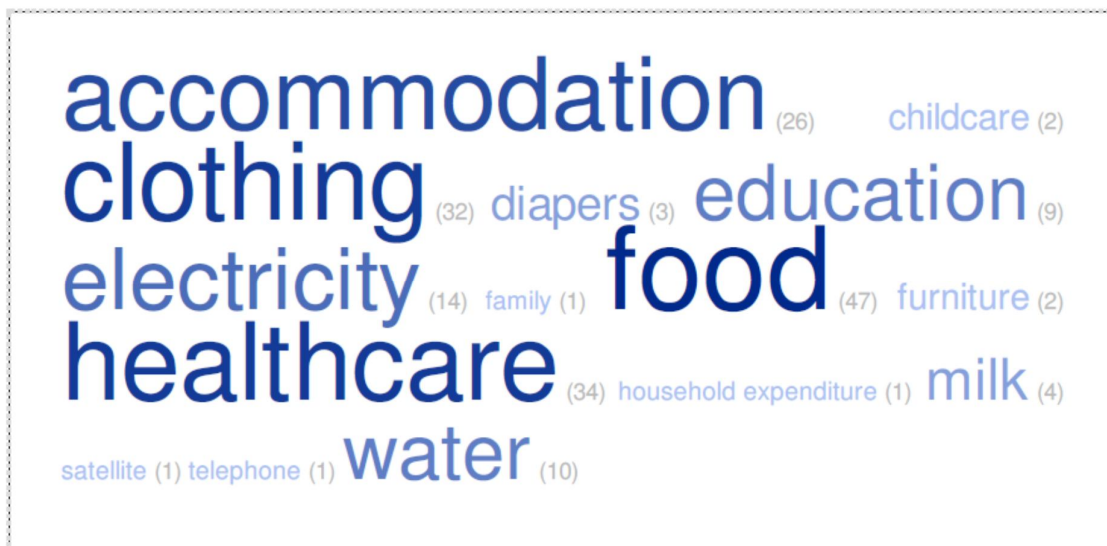 accommodation (26) childcare (2)
clothing (32) diapers (3) education (9)
electricity (14) family (1) food (47) furniture (2)
healthcare (34) household expenditure (1) milk (4)
satellite (1) telephone (1) water (10)